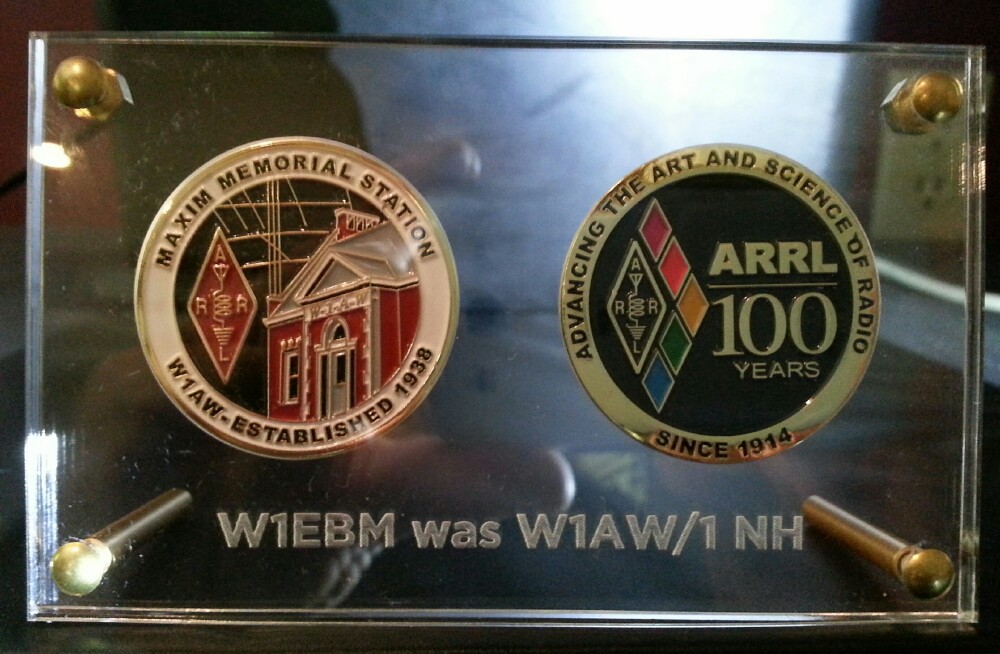 MAXIM MEMORIAL STATION
A
R R
L
W-1-A-W
W1AW-ESTABLISHED 1938
ADVANCING THE ART AND SCIENCE OF RADIO
A
R R
L
ARRL
100
YEARS
SINCE 1914
W1EBM was W1AW/1 NH